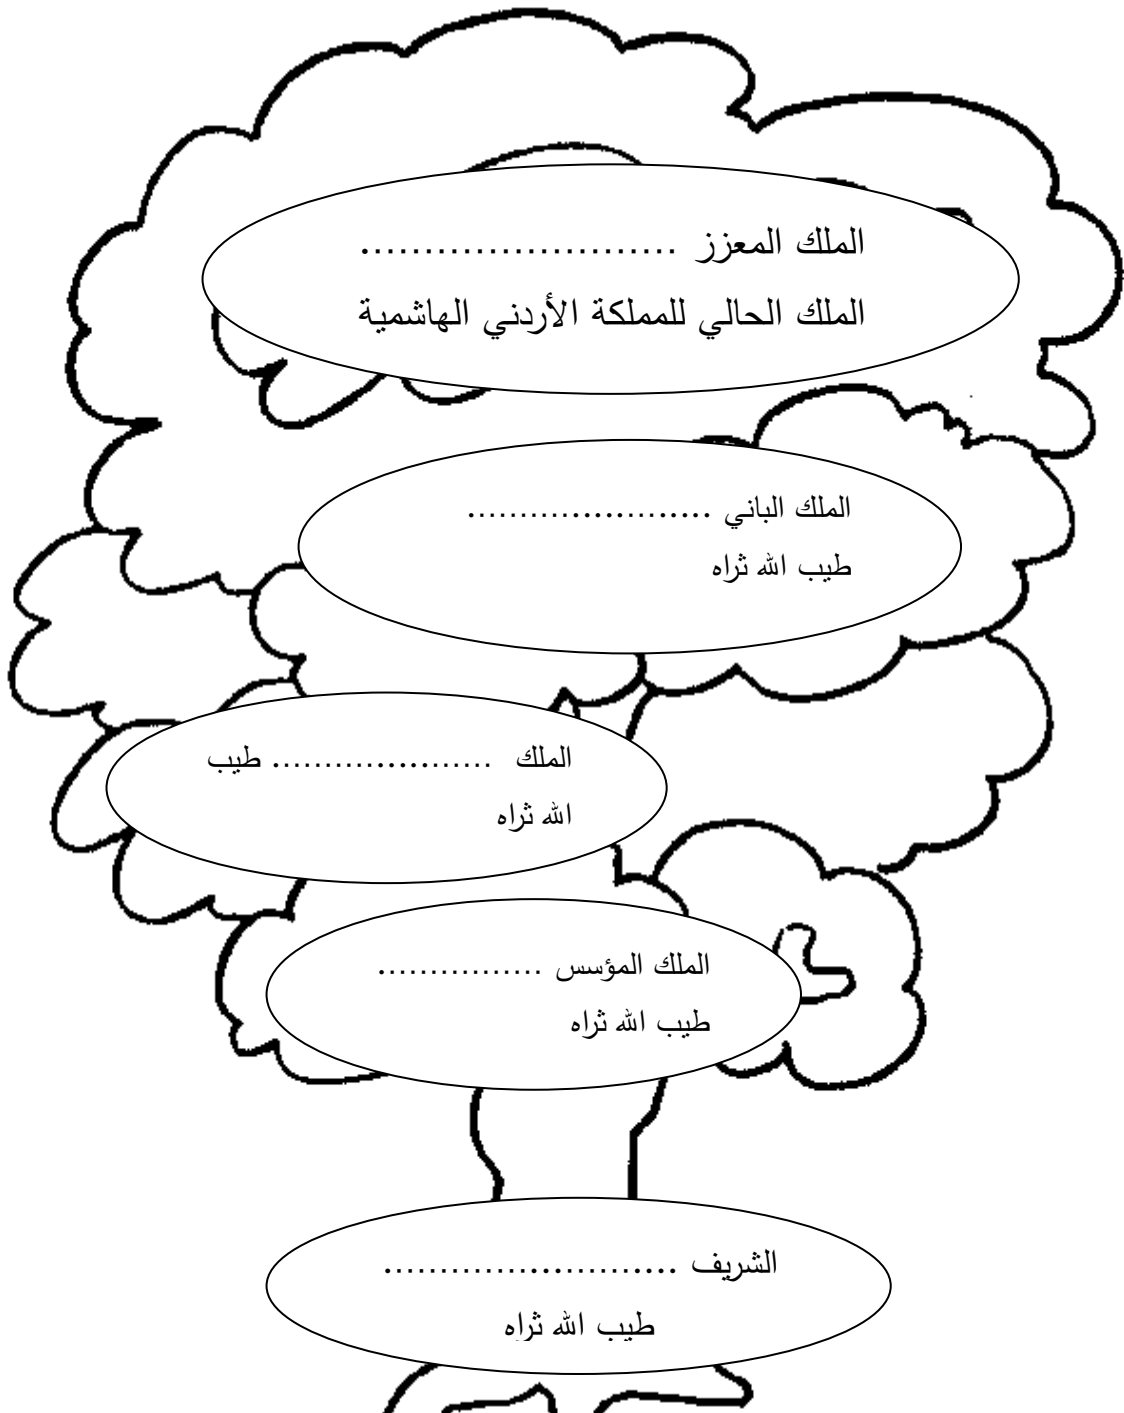 الملك المعزز .........................
الملك الحالي للمملكة الأردني الهاشمية
الملك الباني ........................
طيب الله ثراه
الملك ...................... طيب
الله ثراه
الملك المؤسس ................
طيب الله ثراه
الشريف .............................
طيب الله ثراه